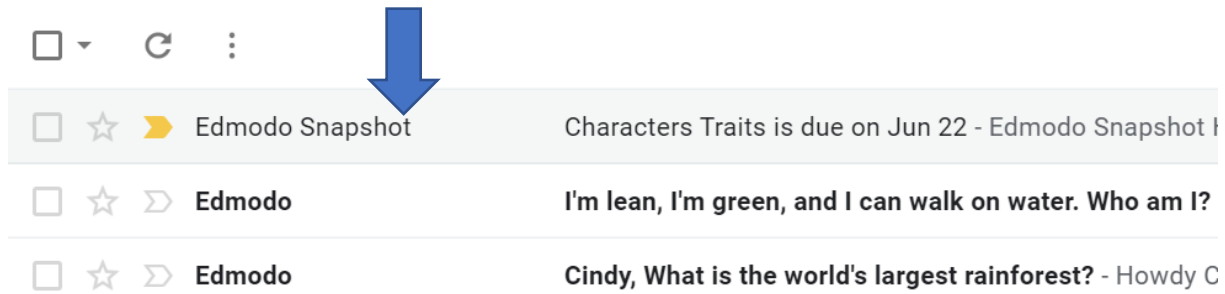 Edmodo Snapshot Characters Traits is due on Jun 22 - Edmodo Snapshot
Edmodo I'm lean, I'm green, and I can walk on water. Who am I?
Edmodo Cindy, What is the world's largest rainforest? - Howdy